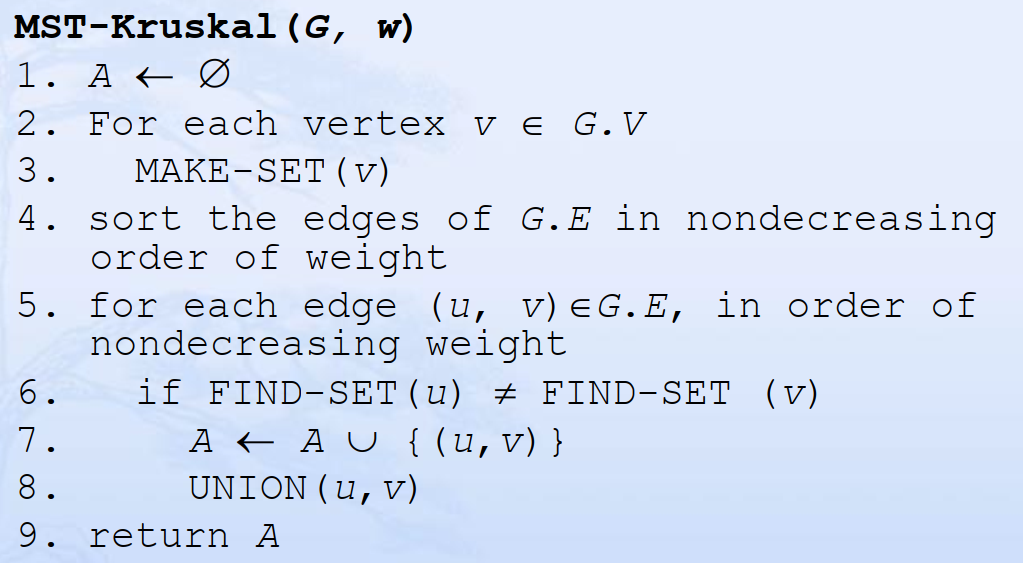 MST-Kruskal(G, w)
1. A ← ∅
2. For each vertex v ∈ G.V
3. MAKE-SET(v)
4. sort the edges of G.E in nondecreasing
order of weight
5. for each edge (u, v)∈G.E, in order of
nondecreasing weight
6. if FIND-SET(u) ≠ FIND-SET (v)
7. A ← A ∪ {(u,v)}
8. UNION(u,v)
9. return A